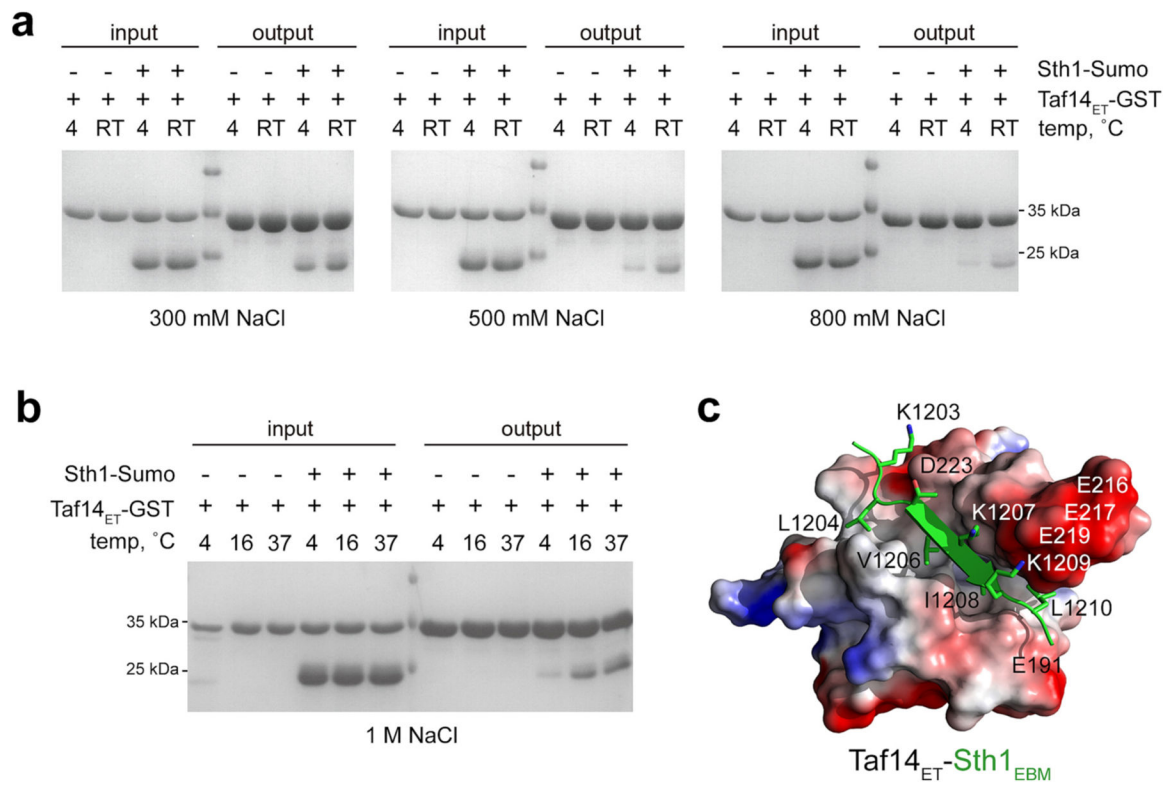 a
input output input output input output
- - + + - - + + - - + + - - + + - - + + - - + + Sth1-Sumo
+ + + + + + + + + + + + + + + + + + + + + + + + Taf14ET-GST
4 RT 4 RT 4 RT 4 RT 4 RT 4 RT 4 RT 4 RT 4 RT 4 RT 4 RT 4 RT temp, °C
35 kDa
25 kDa
300 mM NaCl 500 mM NaCl 800 mM NaCl
b
input output
Sth1-Sumo - - - + + + - - - + + +
Taf14ET-GST + + + + + + + + + + + +
temp, °C 4 16 37 4 16 37 4 16 37 4 16 37
35 kDa
25 kDa
1 M NaCl
c
K1203
D223
E216
E217
K1207
L1204
E219
V1206
K1209
I1208
L1210
E191
Taf14ET-Sth1EBM